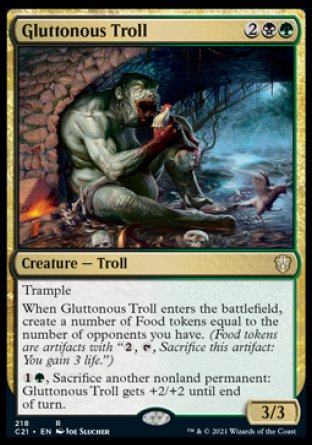 Gluttonous Troll 2
Creature — Troll
Trample
When Gluttonous Troll enters the battlefield,
create a number of Food tokens equal to the
number of opponents you have. (Food tokens
are artifacts with “2, , Sacrifice this artifact:
You gain 3 life.”)
1 , Sacrifice another nonland permanent:
Gluttonous Troll gets +2/+2 until end
of turn.
218 R
C21 • EN Joe Slucher
3/3
™ & © 2021 Wizards of the Coast